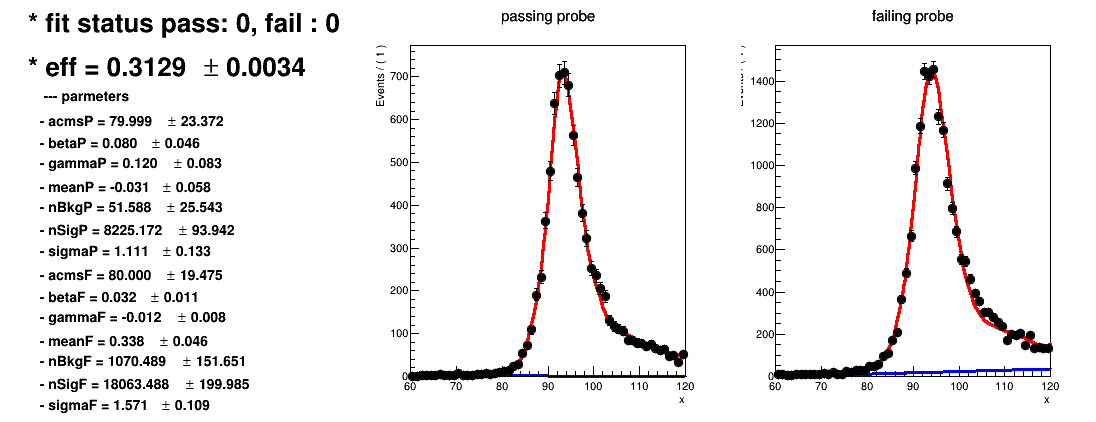 * fit status pass: 0, fail : 0
* eff = 0.3129 ± 0.0034
--- parmeters
- acmsP = 79.999 ± 23.372
- betaP = 0.080 ± 0.046
- gammaP = 0.120 ± 0.083
- meanP = -0.031 ± 0.058
- nBkgP = 51.588 ± 25.543
- nSigP = 8225.172 ± 93.942
- sigmaP = 1.111 ± 0.133
- acmsF = 80.000 ± 19.475
- betaF = 0.032 ± 0.011
- gammaF = -0.012 ± 0.008
- meanF = 0.338 ± 0.046
- nBkgF = 1070.489 ± 151.651
- nSigF = 18063.488 ± 199.985
- sigmaF = 1.571 ± 0.109
passing probe
Events / ( 1 )
700
600
500
400
300
200
100
0
60 70 80 90 100 110 120
x
failing probe
Events / ( 1 )
1400
1200
1000
800
600
400
200
0
60 70 80 90 100 110 120
x